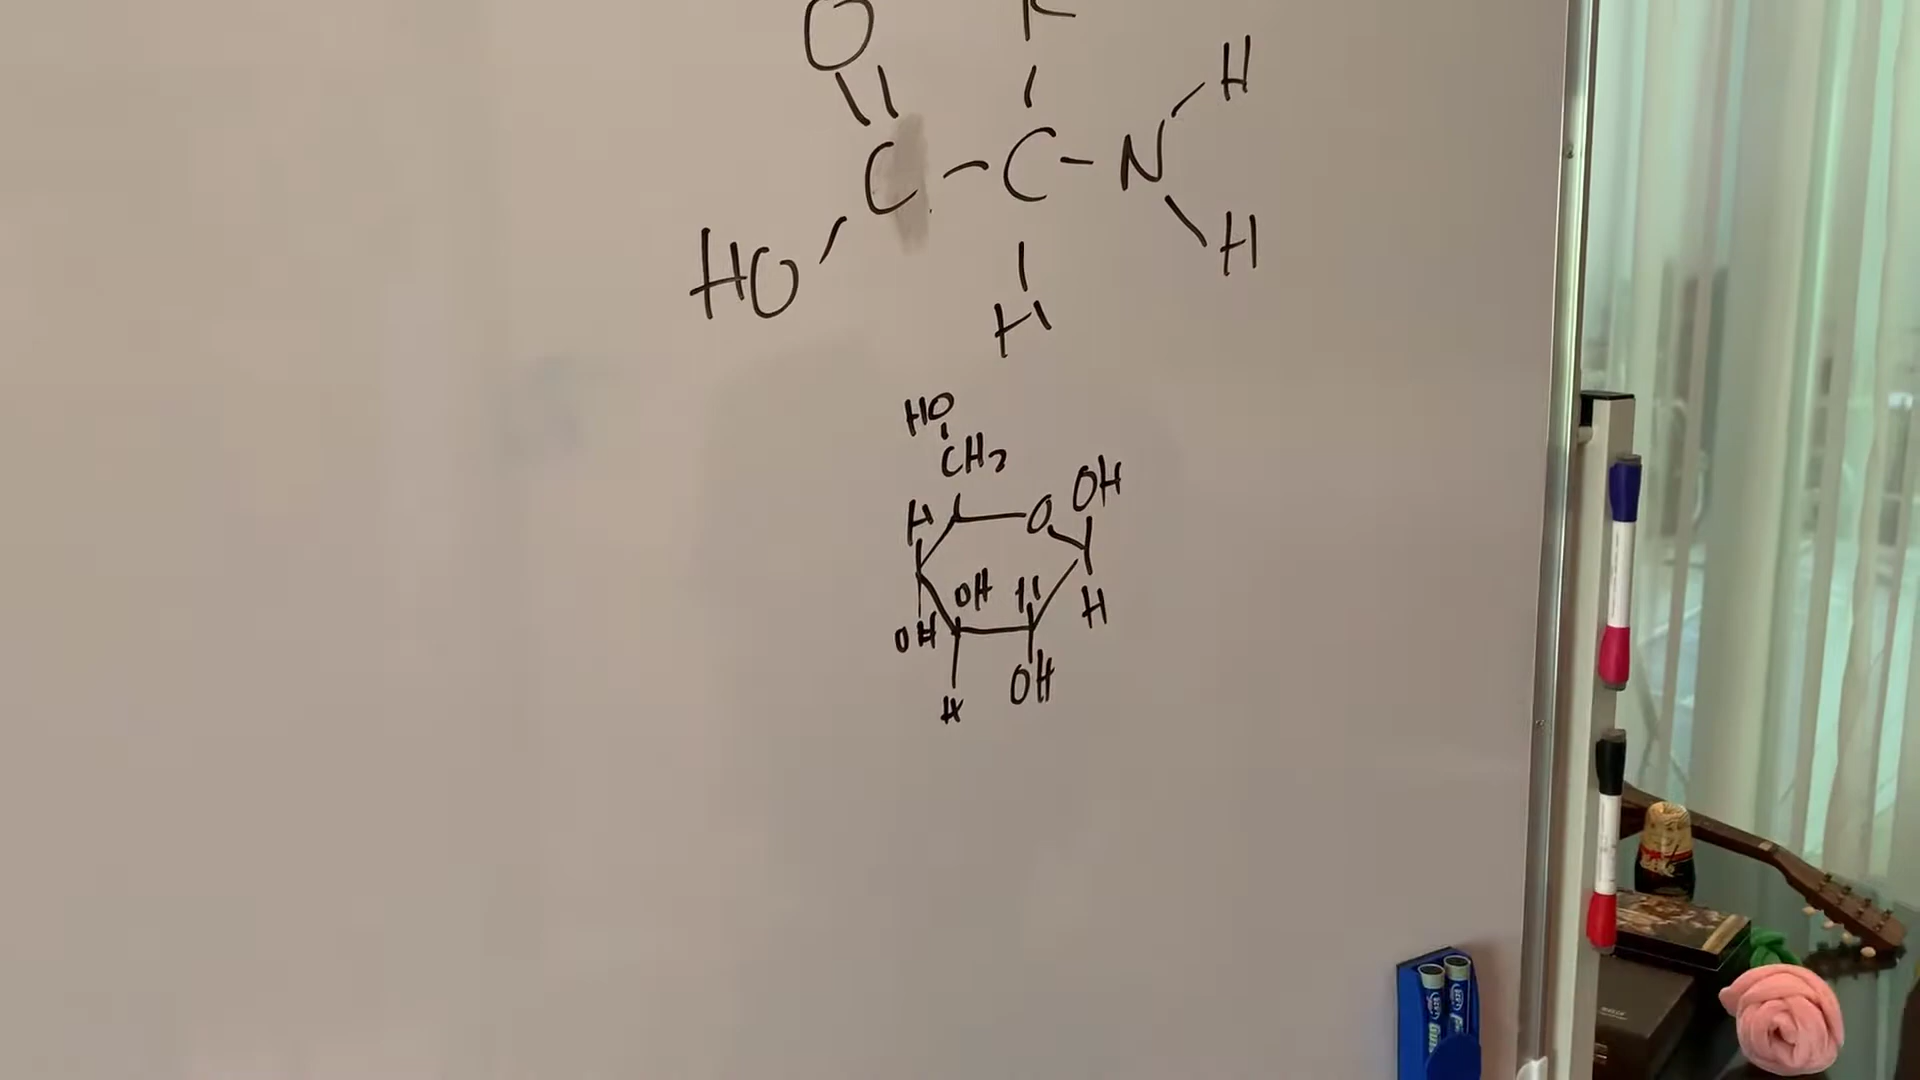 O R
C - C - N H
HO H H
HO
CH2
H O OH
OH H H
OH
H OH